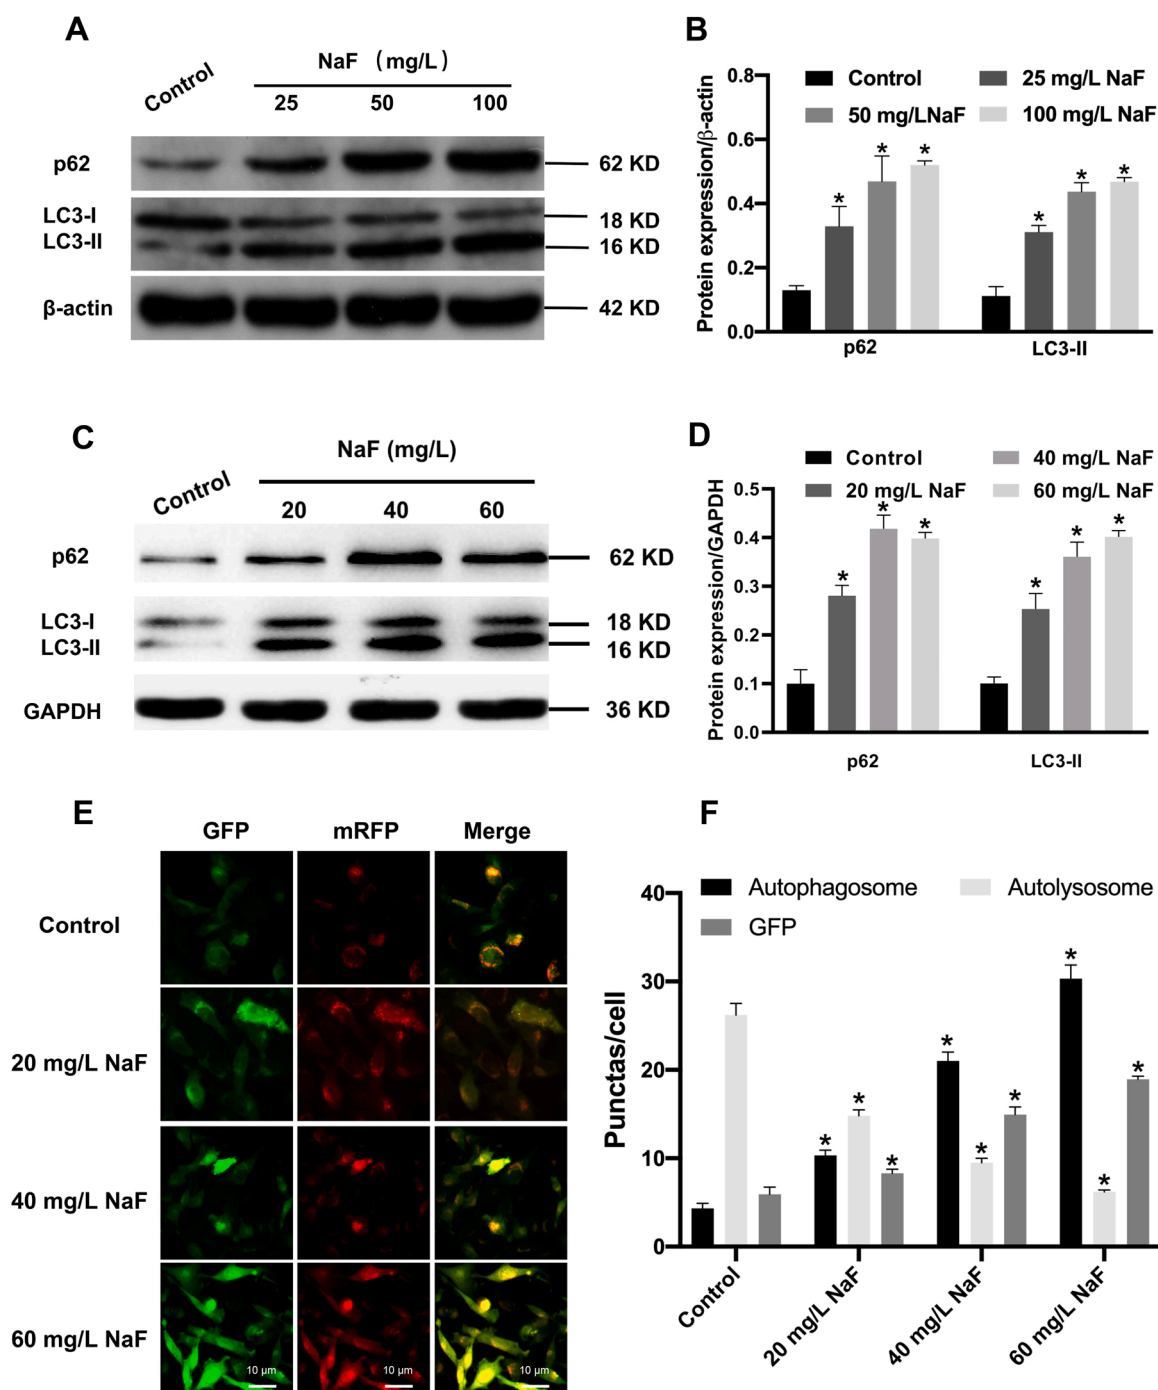 A
NaF (mg/L)
Control
25 50 100
p62
62 KD
LC3-I
18 KD
LC3-II
16 KD
β-actin
42 KD
B
Control
25 mg/L NaF
50 mg/LNaF
100 mg/L NaF
Protein expression/β-actin
0.8
0.6
0.4
0.2
0.0
* * * * * *
p62 LC3-II
C
NaF (mg/L)
Control
20 40 60
p62
62 KD
LC3-I
18 KD
LC3-II
16 KD
GAPDH
36 KD
D
Control
40 mg/L NaF
20 mg/L NaF
60 mg/L NaF
Protein expression/GAPDH
0.5
0.4
0.3
0.2
0.1
0.0
* * * * * *
p62 LC3-II
E
GFP mRFP Merge
Control
20 mg/L NaF
40 mg/L NaF
60 mg/L NaF
10 μm 10 μm 10 μm
F
Autophagosome
Autolysosome
GFP
Punctas/cell
40
30
20
10
0
* * * * * * * * *
Control
20 mg/L NaF
40 mg/L NaF
60 mg/L NaF